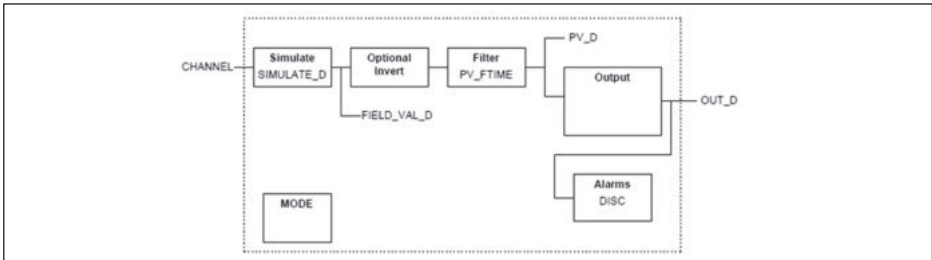 PV_D
CHANNEL
Simulate
SIMULATE_D
Optional
Invert
Filter
PV_FTIME
Output
OUT_D
FIELD_VAL_D
Alarms
DISC
MODE